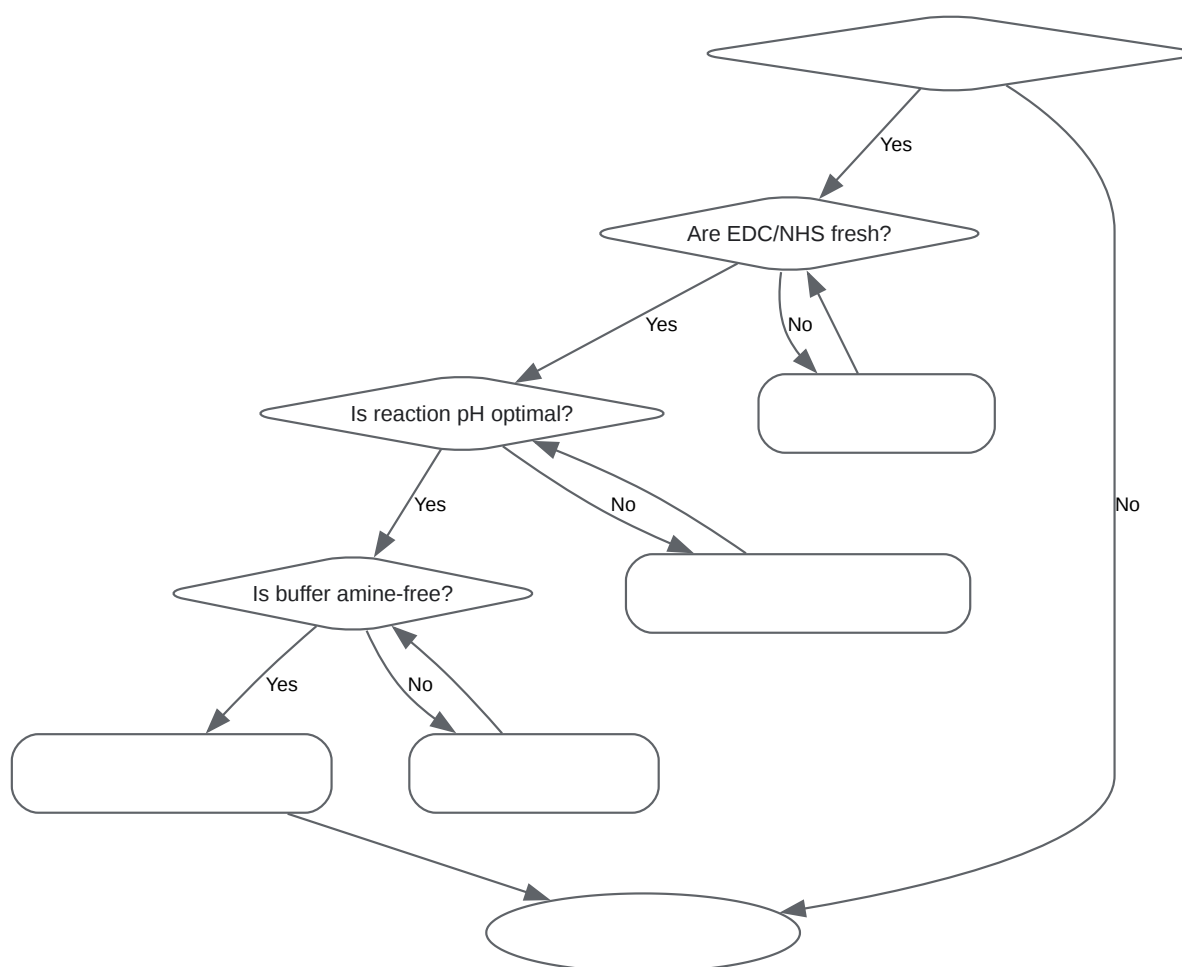 Yes
Are EDC/NHS fresh?
Yes
No
Is reaction pH optimal?
Yes
No
No
Is buffer amine-free?
Yes
No